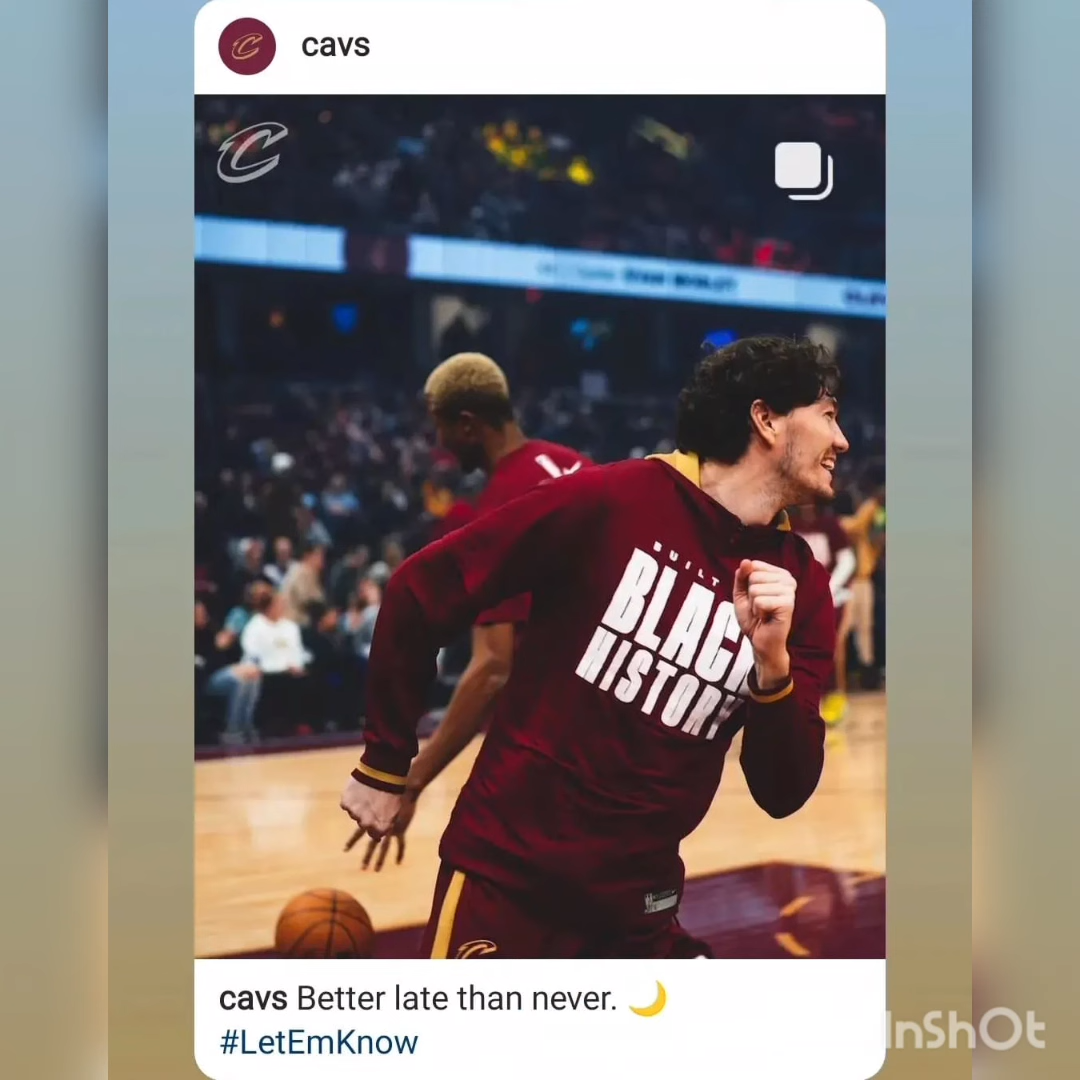 cavs
BUILT
BLACK
HISTORY
cavs Better late than never. 🌙
#LetEmKnow
InShOt